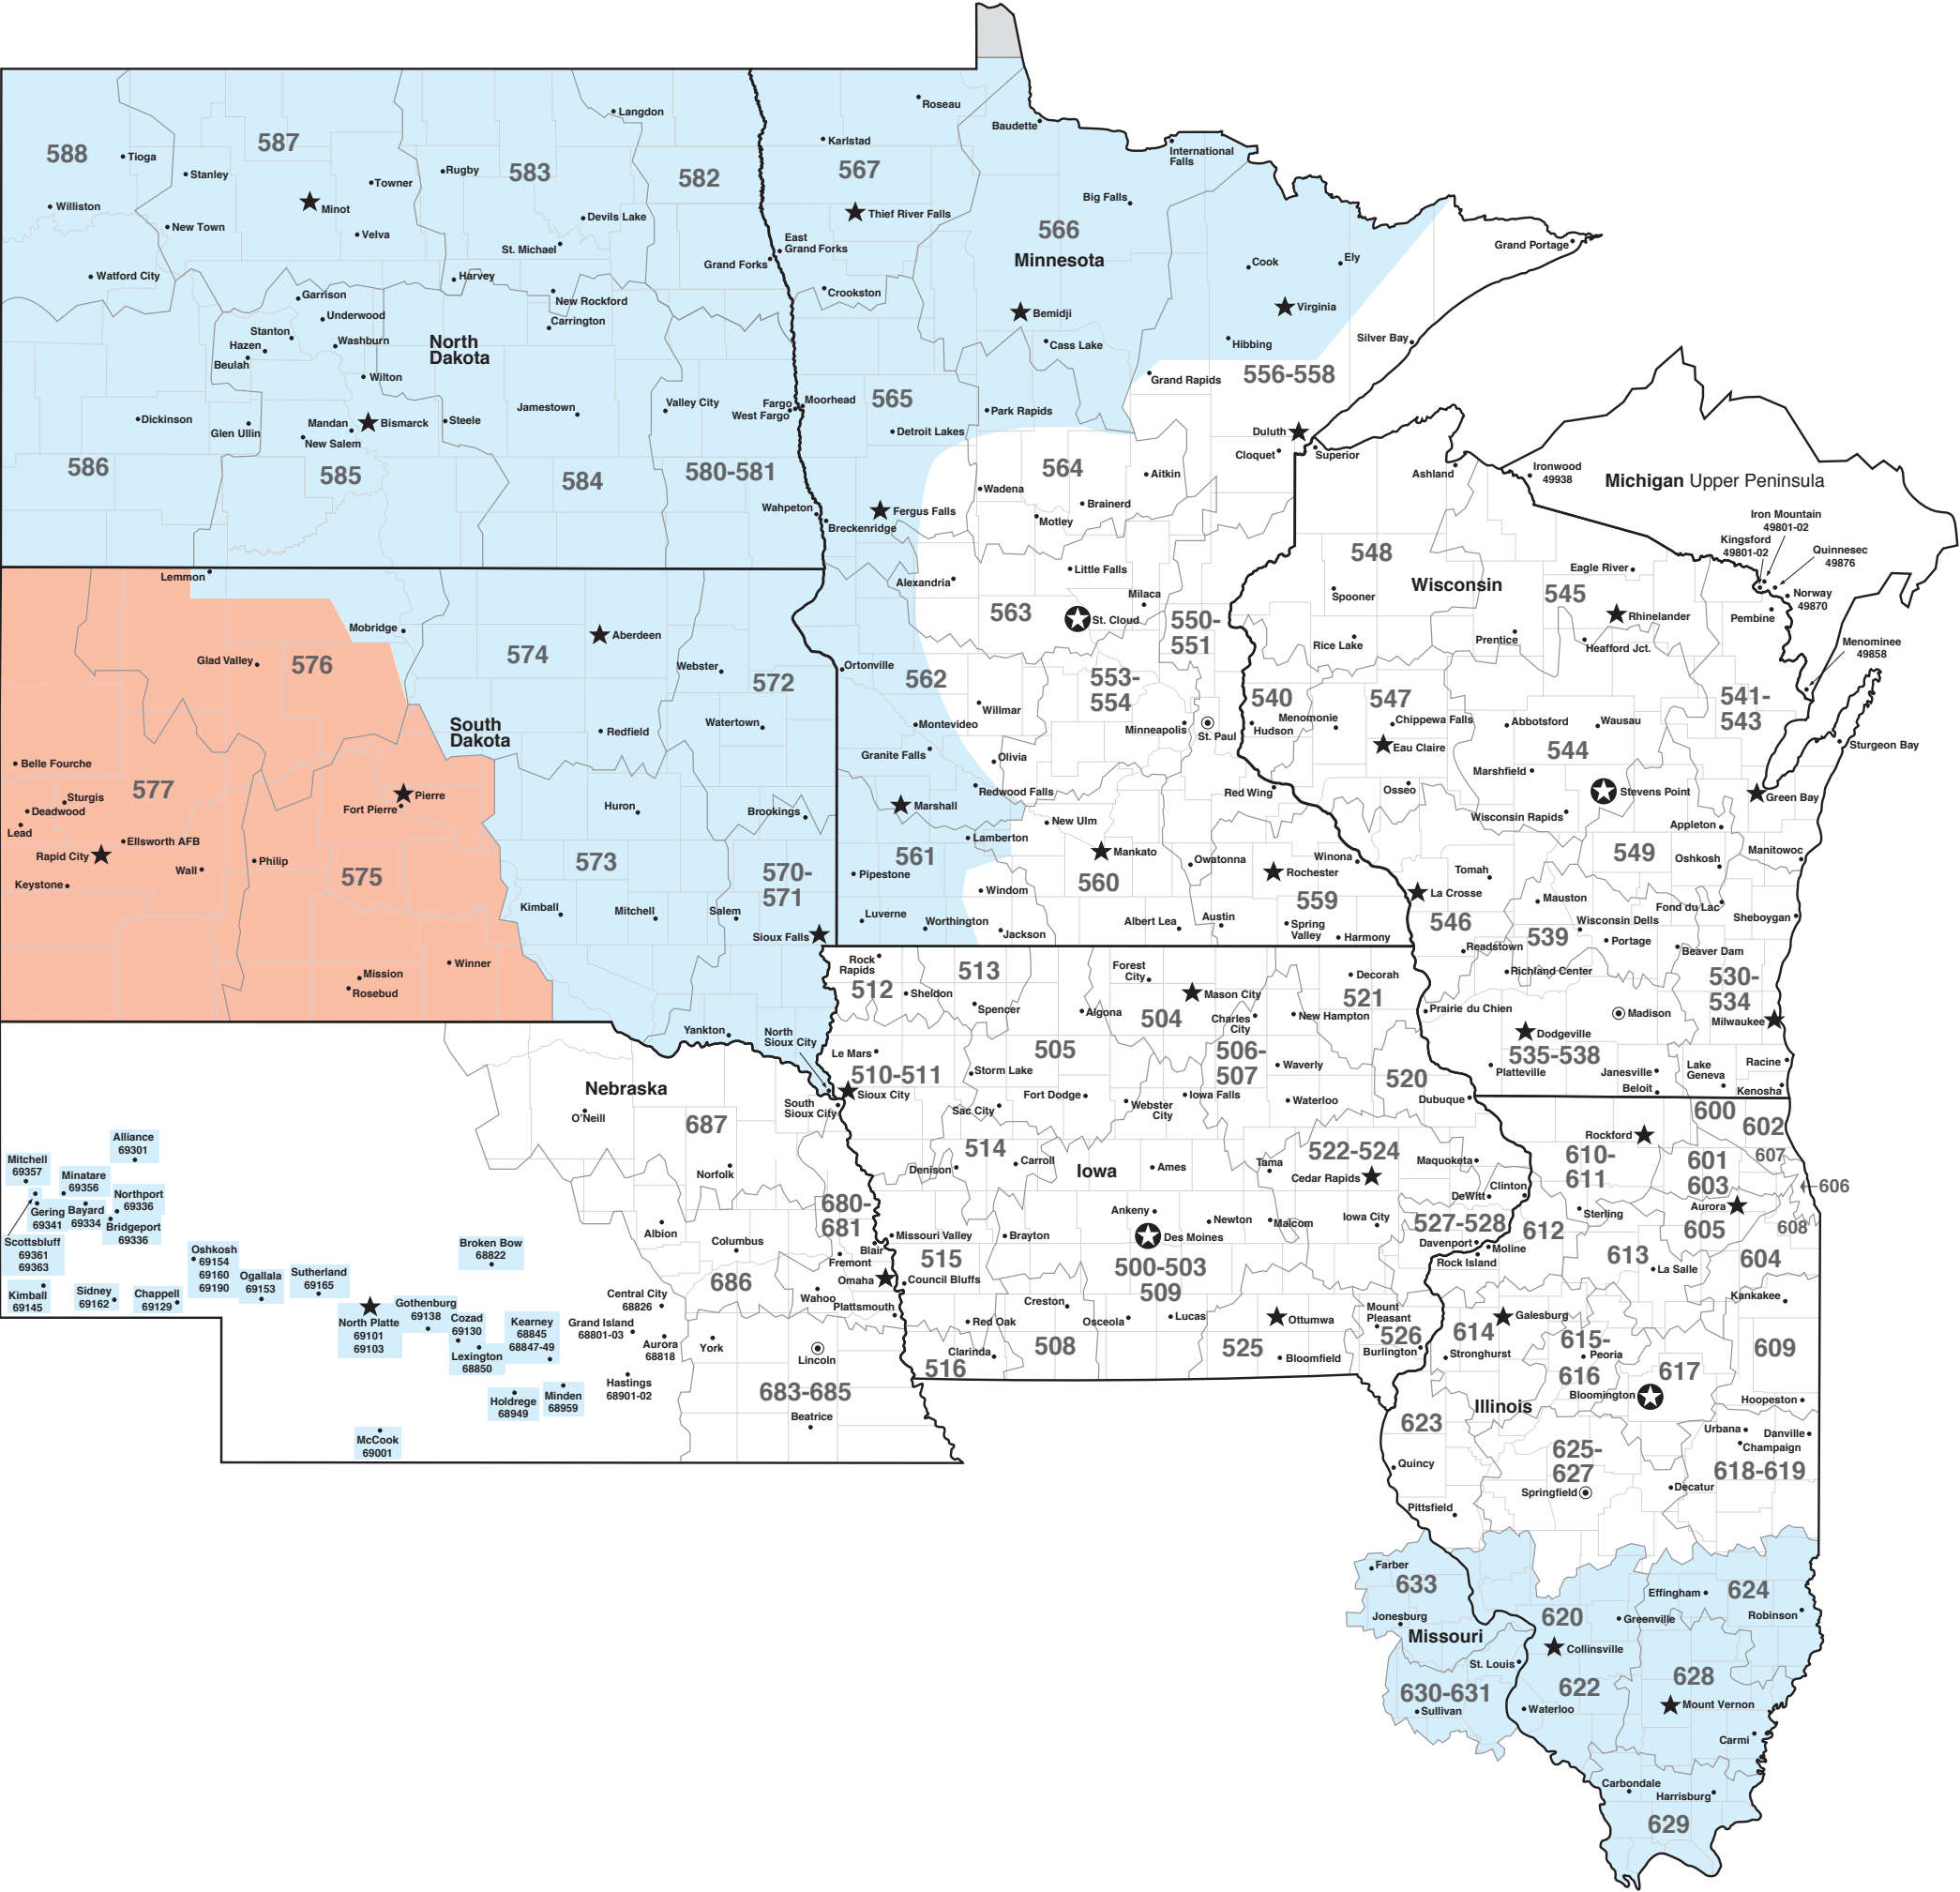 588
Tioga
Williston
Watford City
587
Stanley
Towner
Minot
New Town
Velva
Rugby
583
Langdon
Devils Lake
St. Michael
Harvey
New Rockford
Carrington
582
Grand Forks
Garrison
Underwood
Stanton
Hazen
Washburn
Beulah
Wilton
North
Dakota
Dickinson
Glen Ullin
Mandan
Bismarck
New Salem
Steele
Jamestown
Valley City
Fargo
West Fargo
586
585
584
580-581
Wahpeton
Roseau
Baudette
Karlstad
567
Thief River Falls
East
Grand Forks
Crookston
International
Falls
Big Falls
566
Minnesota
Bemidji
Cass Lake
Cook
Ely
Virginia
Hibbing
Grand Portage
Silver Bay
Grand Rapids
556-558
Moorhead
565
Park Rapids
Detroit Lakes
Duluth
Cloquet
Superior
564
Aitkin
Wadena
Brainerd
Motley
Fergus Falls
Breckenridge
Alexandria
Little Falls
Milaca
563
St. Cloud
550-
551
Ortonville
562
553-
554
Willmar
Montevideo
Minneapolis
St. Paul
Granite Falls
Olivia
Redwood Falls
Red Wing
Marshall
New Ulm
Lamberton
Mankato
Owatonna
Winona
Rochester
561
560
559
Pipestone
Windom
Luverne
Worthington
Jackson
Albert Lea
Austin
Spring
Valley
Harmony
Lemmon
Mobridge
Glad Valley
576
574
Aberdeen
Webster
572
South
Dakota
Redfield
Watertown
Belle Fourche
577
Sturgis
Deadwood
Lead
Ellsworth AFB
Rapid City
Keystone
Wall
Philip
Pierre
Fort Pierre
575
Huron
Brookings
573
570-
571
Kimball
Mitchell
Salem
Sioux Falls
Mission
Rosebud
Winner
Yankton
North
Sioux City
Ashland
Ironwood
49938
Michigan Upper Peninsula
Iron Mountain
49801-02
Kingsford
49801-02
Quinnesec
49876
Norway
49870
Pembine
Menominee
49858
548
Wisconsin
Spooner
Rice Lake
Eagle River
545
Rhinelander
Prentice
Heafford Jct.
540
Hudson
Menomonie
547
Chippewa Falls
Eau Claire
Abbotsford
Wausau
544
541-
543
Sturgeon Bay
Marshfield
Stevens Point
Osseo
Wisconsin Rapids
Green Bay
Appleton
549
Oshkosh
Manitowoc
Tomah
La Crosse
Mauston
Fond du Lac
546
Wisconsin Dells
Sheboygan
539
Portage
Readstown
Beaver Dam
Richland Center
530-
534
Prairie du Chien
Madison
Milwaukee
Dodgeville
535-538
Platteville
Janesville
Beloit
Lake
Geneva
Racine
Kenosha
Rock
Rapids
512
Sheldon
513
Spencer
Forest
City
Mason City
Algona
504
Charles
City
Decorah
521
New Hampton
Le Mars
510-511
Sioux City
505
Storm Lake
Fort Dodge
Sac City
506-
507
Waverly
Iowa Falls
Webster
City
Waterloo
520
Dubuque
514
Denison
Carroll
Iowa
Ames
Tama
522-524
Cedar Rapids
Maquoketa
DeWitt
Clinton
Ankeny
Newton
Malcom
Iowa City
527-528
Davenport
Missouri Valley
515
Brayton
Des Moines
Council Bluffs
500-503
509
Creston
Osceola
Lucas
Ottumwa
Mount
Pleasant
526
Burlington
Red Oak
Clarinda
516
508
525
Bloomfield
Nebraska
O'Neill
687
South
Sioux City
Norfolk
680-
681
Albion
Columbus
Blair
Fremont
Omaha
686
Wahoo
Plattsmouth
Central City
68826
Grand Island
68801-03
Aurora
68818
York
Lincoln
Hastings
68901-02
683-685
Beatrice
Alliance
69301
Mitchell
69357
Minatare
69356
Northport
69336
Gering
69341
Bayard
69334
Bridgeport
69336
Scottsbluff
69361
69363
Kimball
69145
Sidney
69162
Chappell
69129
Oshkosh
69154
69160
69190
Ogallala
69153
Sutherland
69165
Broken Bow
68822
North Platte
69101
69103
Gothenburg
69138
Cozad
69130
Lexington
68850
Kearney
68845
68847-49
Holdrege
68949
Minden
68959
McCook
69001
600
602
Rockford
610-
611
601
603
607
606
Aurora
605
608
Sterling
612
Moline
Rock Island
613
La Salle
604
Kankakee
Galesburg
614
Stronghurst
615-
Peoria
616
617
609
Bloomington
Hoopeston
Illinois
623
Urbana
Danville
Champaign
625-
627
618-619
Quincy
Springfield
Decatur
Pittsfield
Farber
633
Jonesburg
Missouri
St. Louis
630-631
Sullivan
620
Greenville
Effingham
624
Robinson
Collinsville
622
Waterloo
628
Mount Vernon
Carmi
Carbondale
Harrisburg
629